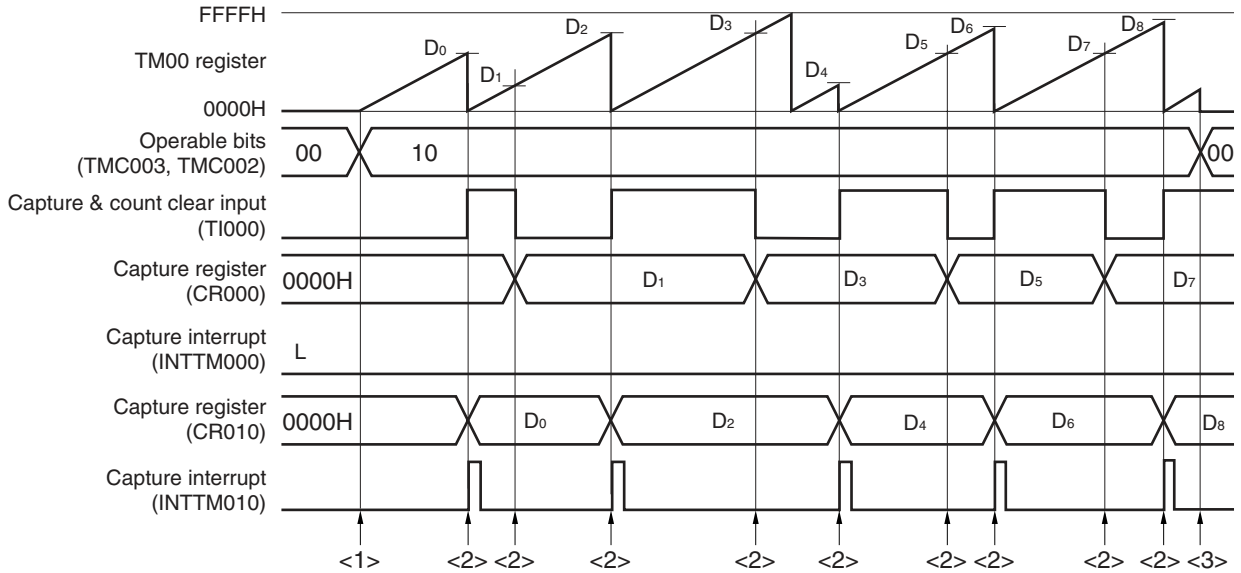 FFFFH
TM00 register
0000H
D0
D1
D2
D3
D4
D5
D6
D7
D8
Operable bits
(TMC003, TMC002)
00
10
00
Capture & count clear input
(TI000)
Capture register
(CR000)
0000H
D1
D3
D5
D7
Capture interrupt
(INTTM000)
L
Capture register
(CR010)
0000H
D0
D2
D4
D6
D8
Capture interrupt
(INTTM010)
<1> <2> <2> <2> <2> <2> <2> <2> <2> <2> <3>